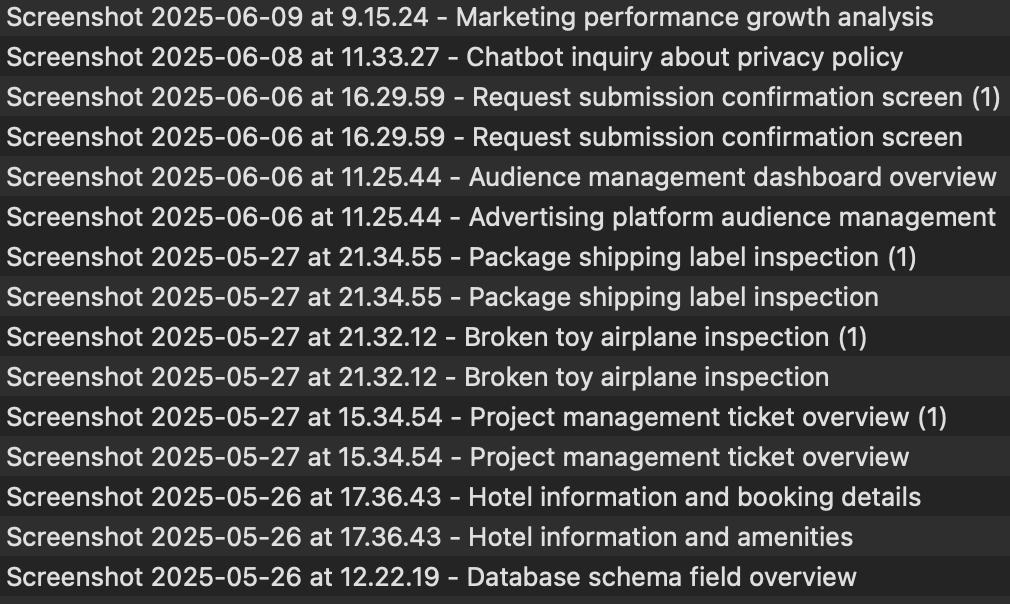 Screenshot 2025-06-09 at 9.15.24 - Marketing performance growth analysis
Screenshot 2025-06-08 at 11.33.27 - Chatbot inquiry about privacy policy
Screenshot 2025-06-06 at 16.29.59 - Request submission confirmation screen (1)
Screenshot 2025-06-06 at 16.29.59 - Request submission confirmation screen
Screenshot 2025-06-06 at 11.25.44 - Audience management dashboard overview
Screenshot 2025-06-06 at 11.25.44 - Advertising platform audience management
Screenshot 2025-05-27 at 21.34.55 - Package shipping label inspection (1)
Screenshot 2025-05-27 at 21.34.55 - Package shipping label inspection
Screenshot 2025-05-27 at 21.32.12 - Broken toy airplane inspection (1)
Screenshot 2025-05-27 at 21.32.12 - Broken toy airplane inspection
Screenshot 2025-05-27 at 15.34.54 - Project management ticket overview (1)
Screenshot 2025-05-27 at 15.34.54 - Project management ticket overview
Screenshot 2025-05-26 at 17.36.43 - Hotel information and booking details
Screenshot 2025-05-26 at 17.36.43 - Hotel information and amenities
Screenshot 2025-05-26 at 12.22.19 - Database schema field overview